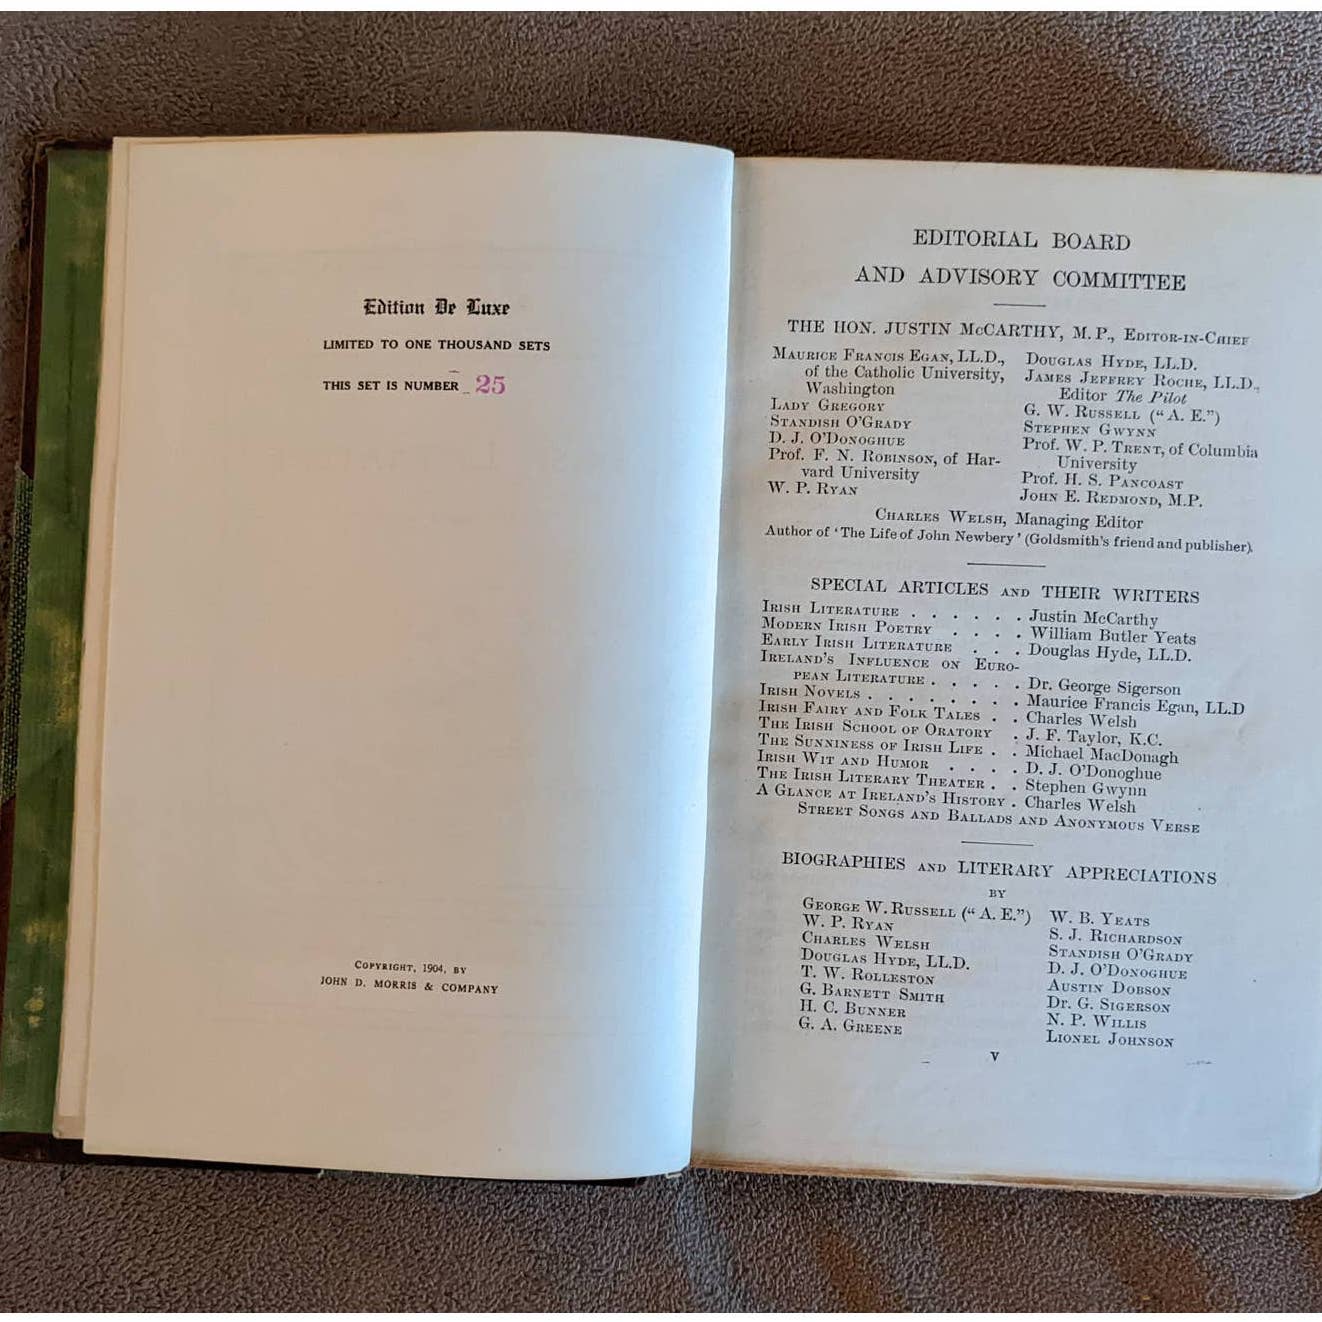 Edition De Luxe
LIMITED TO ONE THOUSAND SETS
THIS SET IS NUMBER 25
COPYRIGHT, 1904, BY
JOHN D. MORRIS & COMPANY
EDITORIAL BOARD
AND ADVISORY COMMITTEE
THE HON. JUSTIN McCARTHY, M.P., EDITOR-IN-CHIEF
MAURICE FRANCIS EGAN, LL.D.,
of the Catholic University,
Washington
LADY GREGORY
STANDISH O'GRADY
D. J. O'DONOGHUE
Prof. F. N. ROBINSON, of Har-
vard University
W. P. RYAN
DOUGLAS HYDE, LL.D.
JAMES JEFFREY ROCHE, LL.D.,
Editor The Pilot
G. W. RUSSELL ("A. E.")
STEPHEN GWYNN
Prof. W. P. TRENT, of Columbia
University
Prof. H. S. PANCOAST
JOHN E. REDMOND, M.P.
CHARLES WELSH, Managing Editor
Author of 'The Life of John Newbery' (Goldsmith's friend and publisher).
SPECIAL ARTICLES AND THEIR WRITERS
IRISH LITERATURE . . . . . . Justin McCarthy
MODERN IRISH POETRY . . . . William Butler Yeats
EARLY IRISH LITERATURE . . . Douglas Hyde, LL.D.
IRELAND'S INFLUENCE ON EURO-
PEAN LITERATURE . . . . . Dr. George Sigerson
IRISH NOVELS . . . . . . . . Maurice Francis Egan, LL.D
IRISH FAIRY AND FOLK TALES . . Charles Welsh
THE IRISH SCHOOL OF ORATORY . J. F. Taylor, K.C.
THE SUNNINESS OF IRISH LIFE . . Michael MacDonagh
IRISH WIT AND HUMOR . . . . D. J. O'Donoghue
THE IRISH LITERARY THEATER . . Stephen Gwynn
A GLANCE AT IRELAND'S HISTORY . Charles Welsh
STREET SONGS AND BALLADS AND ANONYMOUS VERSE
BIOGRAPHIES AND LITERARY APPRECIATIONS
BY
GEORGE W. RUSSELL ("A. E.")
W. P. RYAN
CHARLES WELSH
DOUGLAS HYDE, LL.D.
T. W. ROLLESTON
G. BARNETT SMITH
H. C. BUNNER
G. A. GREENE
W. B. YEATS
S. J. RICHARDSON
STANDISH O'GRADY
D. J. O'DONOGHUE
AUSTIN DOBSON
Dr. G. SIGERSON
N. P. WILLIS
LIONEL JOHNSON
v